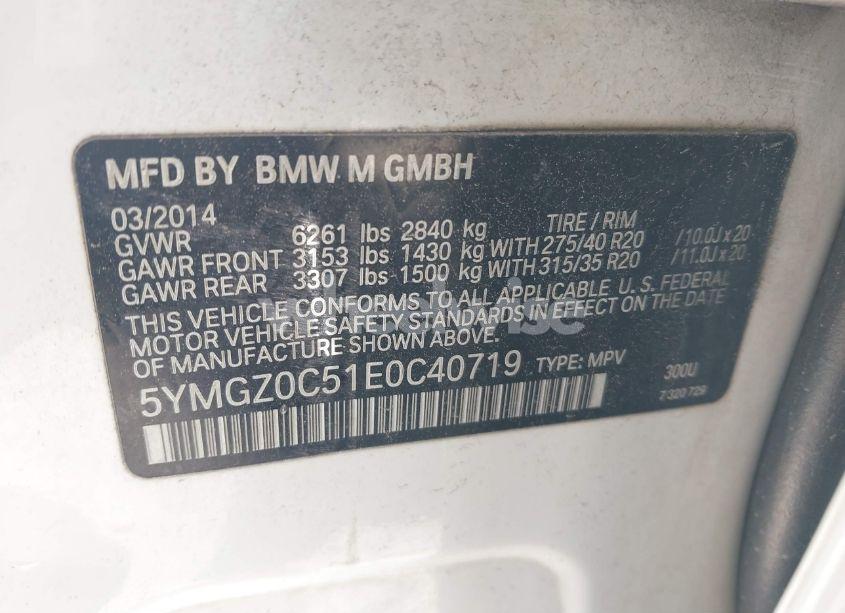 MFD BY BMW M GMBH
03/2014 TIRE / RIM
GVWR 6261 lbs 2840 kg
GAWR FRONT 3153 lbs 1430 kg WITH 275/40 R20 /10.0J x 20
GAWR REAR 3307 lbs 1500 kg WITH 315/35 R20 /11.0J x 20
THIS VEHICLE CONFORMS TO ALL APPLICABLE U. S. FEDERAL
MOTOR VEHICLE SAFETY STANDARDS IN EFFECT ON THE DATE
OF MANUFACTURE SHOWN ABOVE.
5YMGZ0C51E0C40719 TYPE: MPV 300U
7 320 729